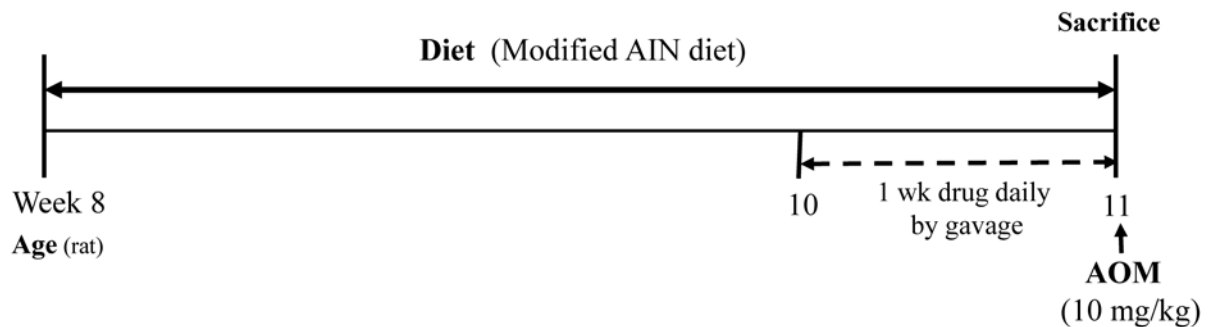 Sacrifice
Diet (Modified AIN diet)
Week 8
Age (rat)
10
1 wk drug daily
by gavage
11
AOM
(10 mg/kg)